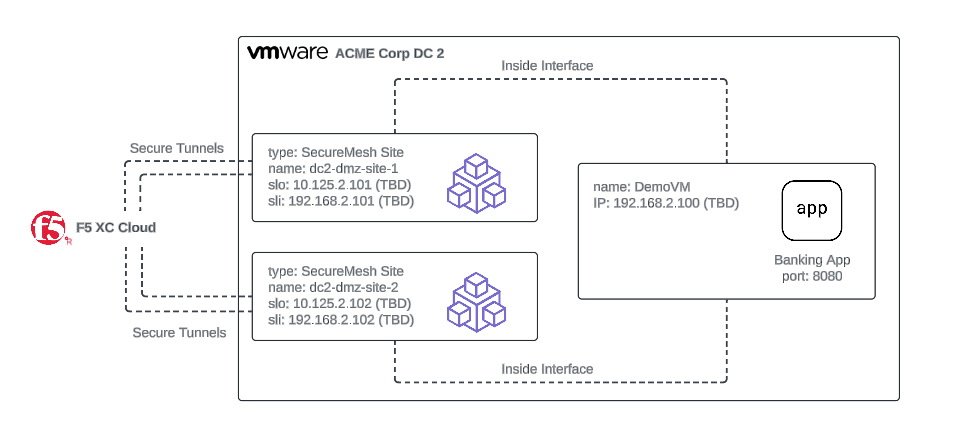 vmware ACME Corp DC 2
Inside Interface
Secure Tunnels
type: SecureMesh Site
name: dc2-dmz-site-1
slo: 10.125.2.101 (TBD)
sli: 192.168.2.101 (TBD)
name: DemoVM
IP: 192.168.2.100 (TBD)
app
Banking App
port: 8080
f5
R
F5 XC Cloud
type: SecureMesh Site
name: dc2-dmz-site-2
slo: 10.125.2.102 (TBD)
sli: 192.168.2.102 (TBD)
Secure Tunnels
Inside Interface